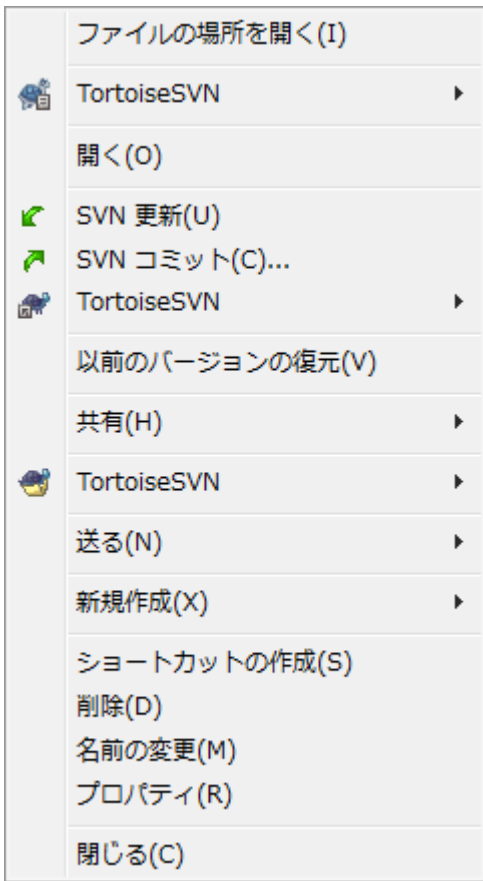 ファイルの場所を開く(I)
TortoiseSVN
開く(O)
SVN 更新(U)
SVN コミット(C)...
TortoiseSVN
以前のバージョンの復元(V)
共有(H)
TortoiseSVN
送る(N)
新規作成(X)
ショートカットの作成(S)
削除(D)
名前の変更(M)
プロパティ(R)
閉じる(C)